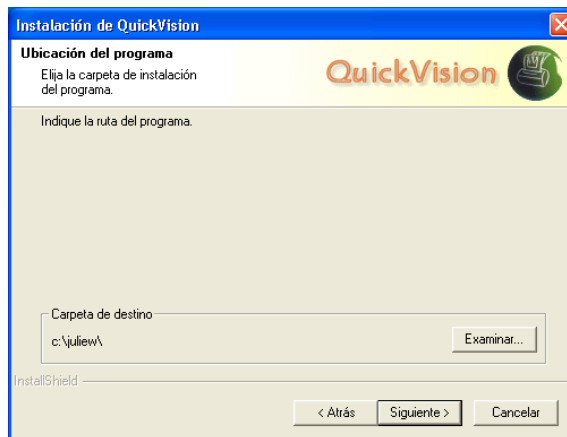 Instalación de QuickVision
Ubicación del programa
Elija la carpeta de instalación
del programa.
QuickVision
Indique la ruta del programa.
Carpeta de destino
c:\juliew\
Examinar...
InstallShield
< Atrás
Siguiente >
Cancelar